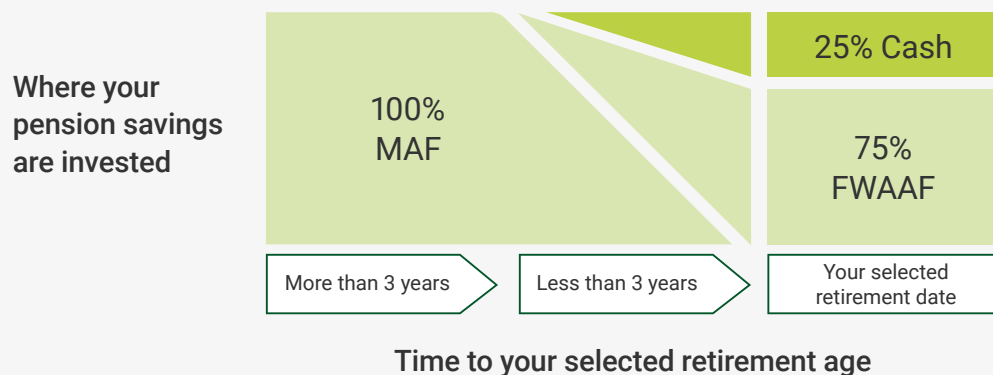 Where your
pension savings
are invested
100%
MAF
25% Cash
75%
FWAAF
More than 3 years
Less than 3 years
Your selected
retirement date
Time to your selected retirement age